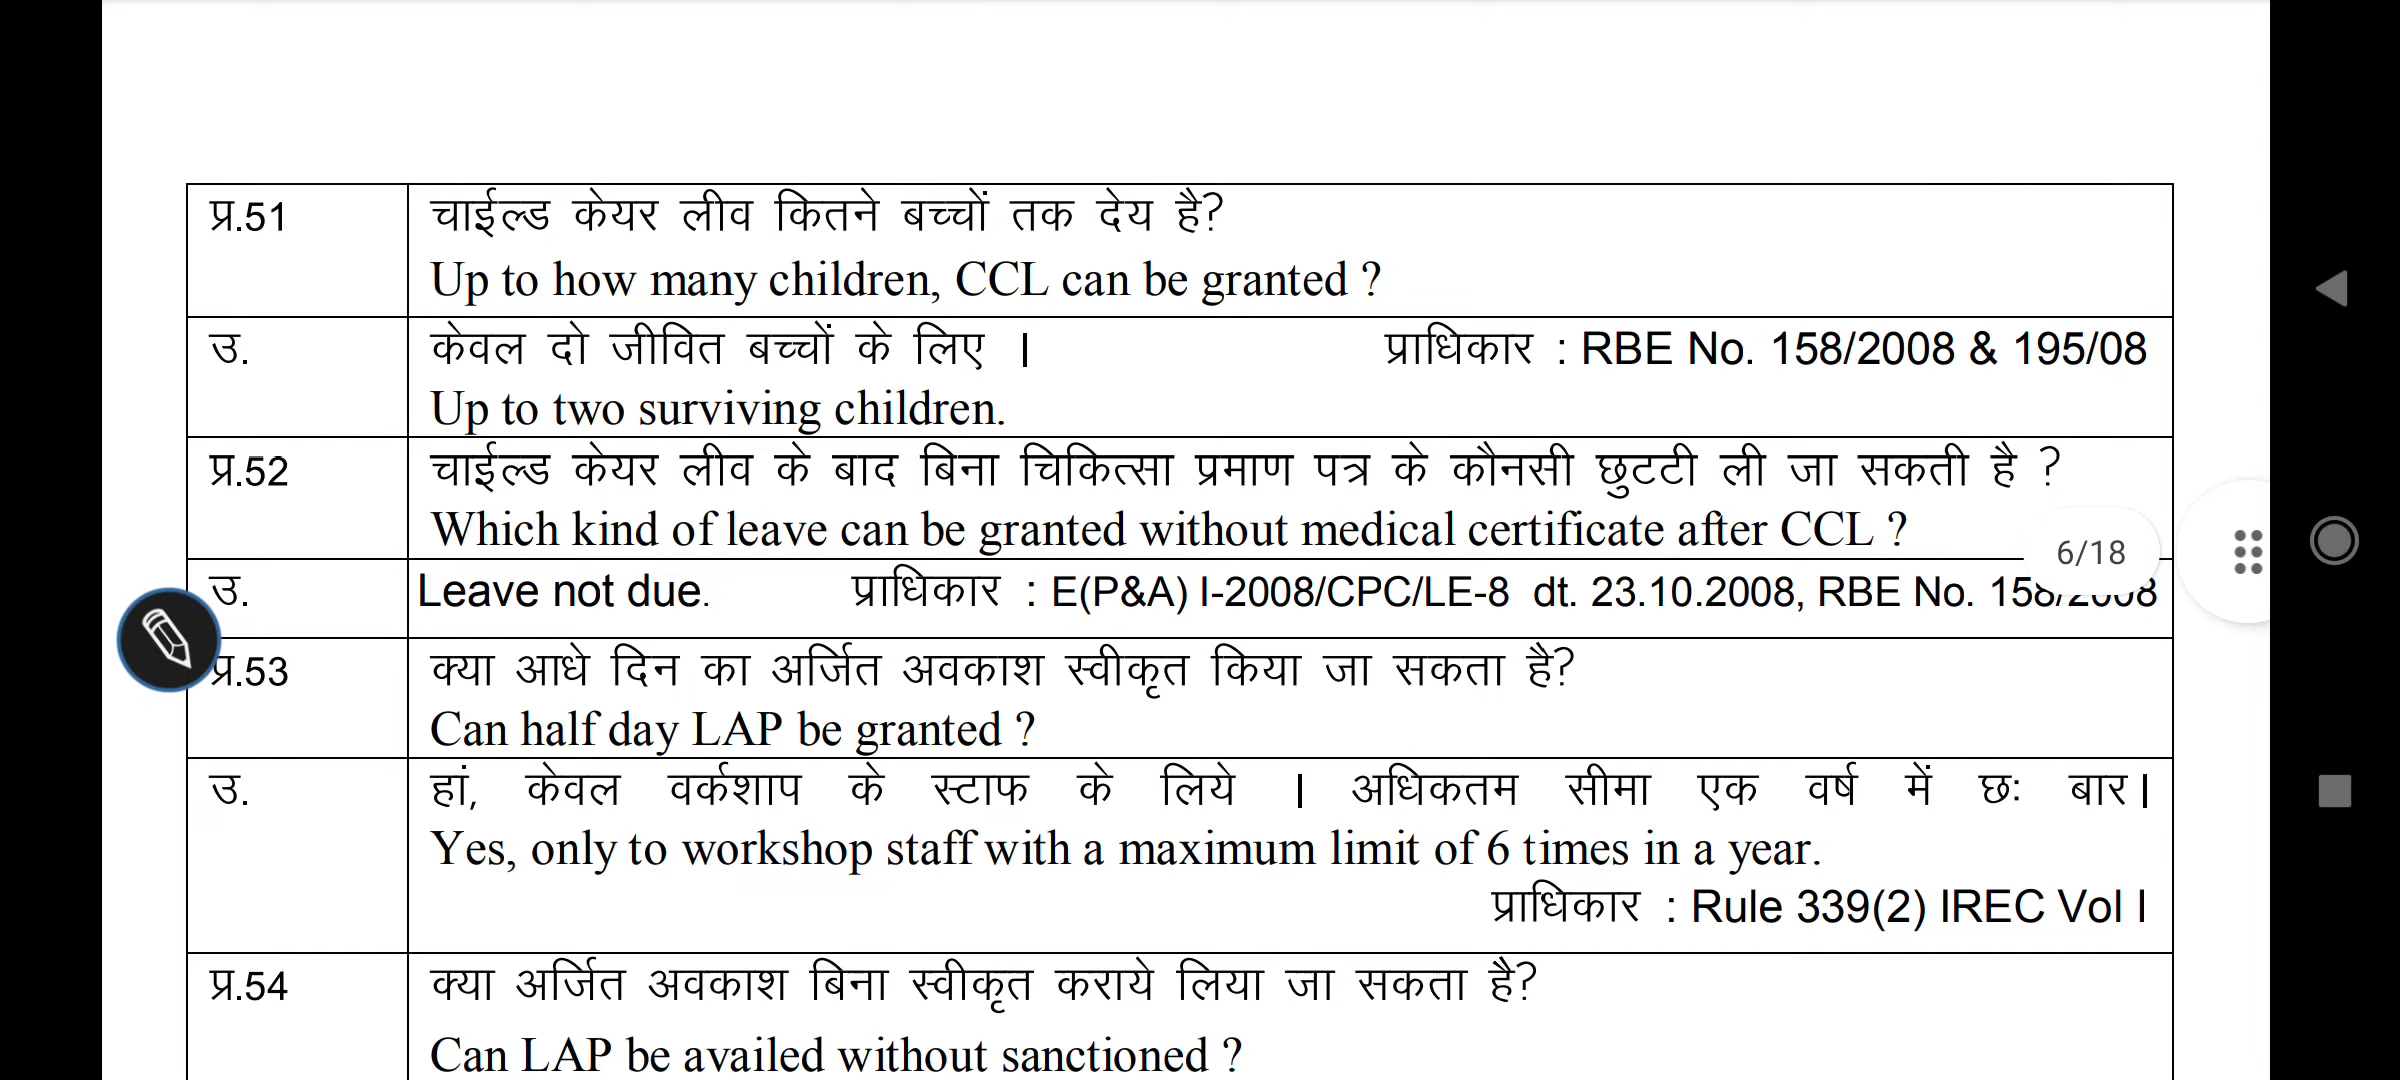 प्र.51 चाईल्ड केयर लीव कितने बच्चों तक देय है?
Up to how many children, CCL can be granted ?
उ. केवल दो जीवित बच्चों के लिए । प्राधिकार : RBE No. 158/2008 & 195/08
Up to two surviving children.
प्र.52 चाईल्ड केयर लीव के बाद बिना चिकित्सा प्रमाण पत्र के कौनसी छुटटी ली जा सकती है ?
Which kind of leave can be granted without medical certificate after CCL ?
6/18
उ. Leave not due. प्राधिकार : E(P&A) I-2008/CPC/LE-8 dt. 23.10.2008, RBE No. 158/2008
प्र.53 क्या आधे दिन का अर्जित अवकाश स्वीकृत किया जा सकता है?
Can half day LAP be granted ?
उ. हां, केवल वर्कशाप के स्टाफ के लिये । अधिकतम सीमा एक वर्ष में छः बार।
Yes, only to workshop staff with a maximum limit of 6 times in a year.
प्राधिकार : Rule 339(2) IREC Vol I
प्र.54 क्या अर्जित अवकाश बिना स्वीकृत कराये लिया जा सकता है?
Can LAP be availed without sanctioned ?